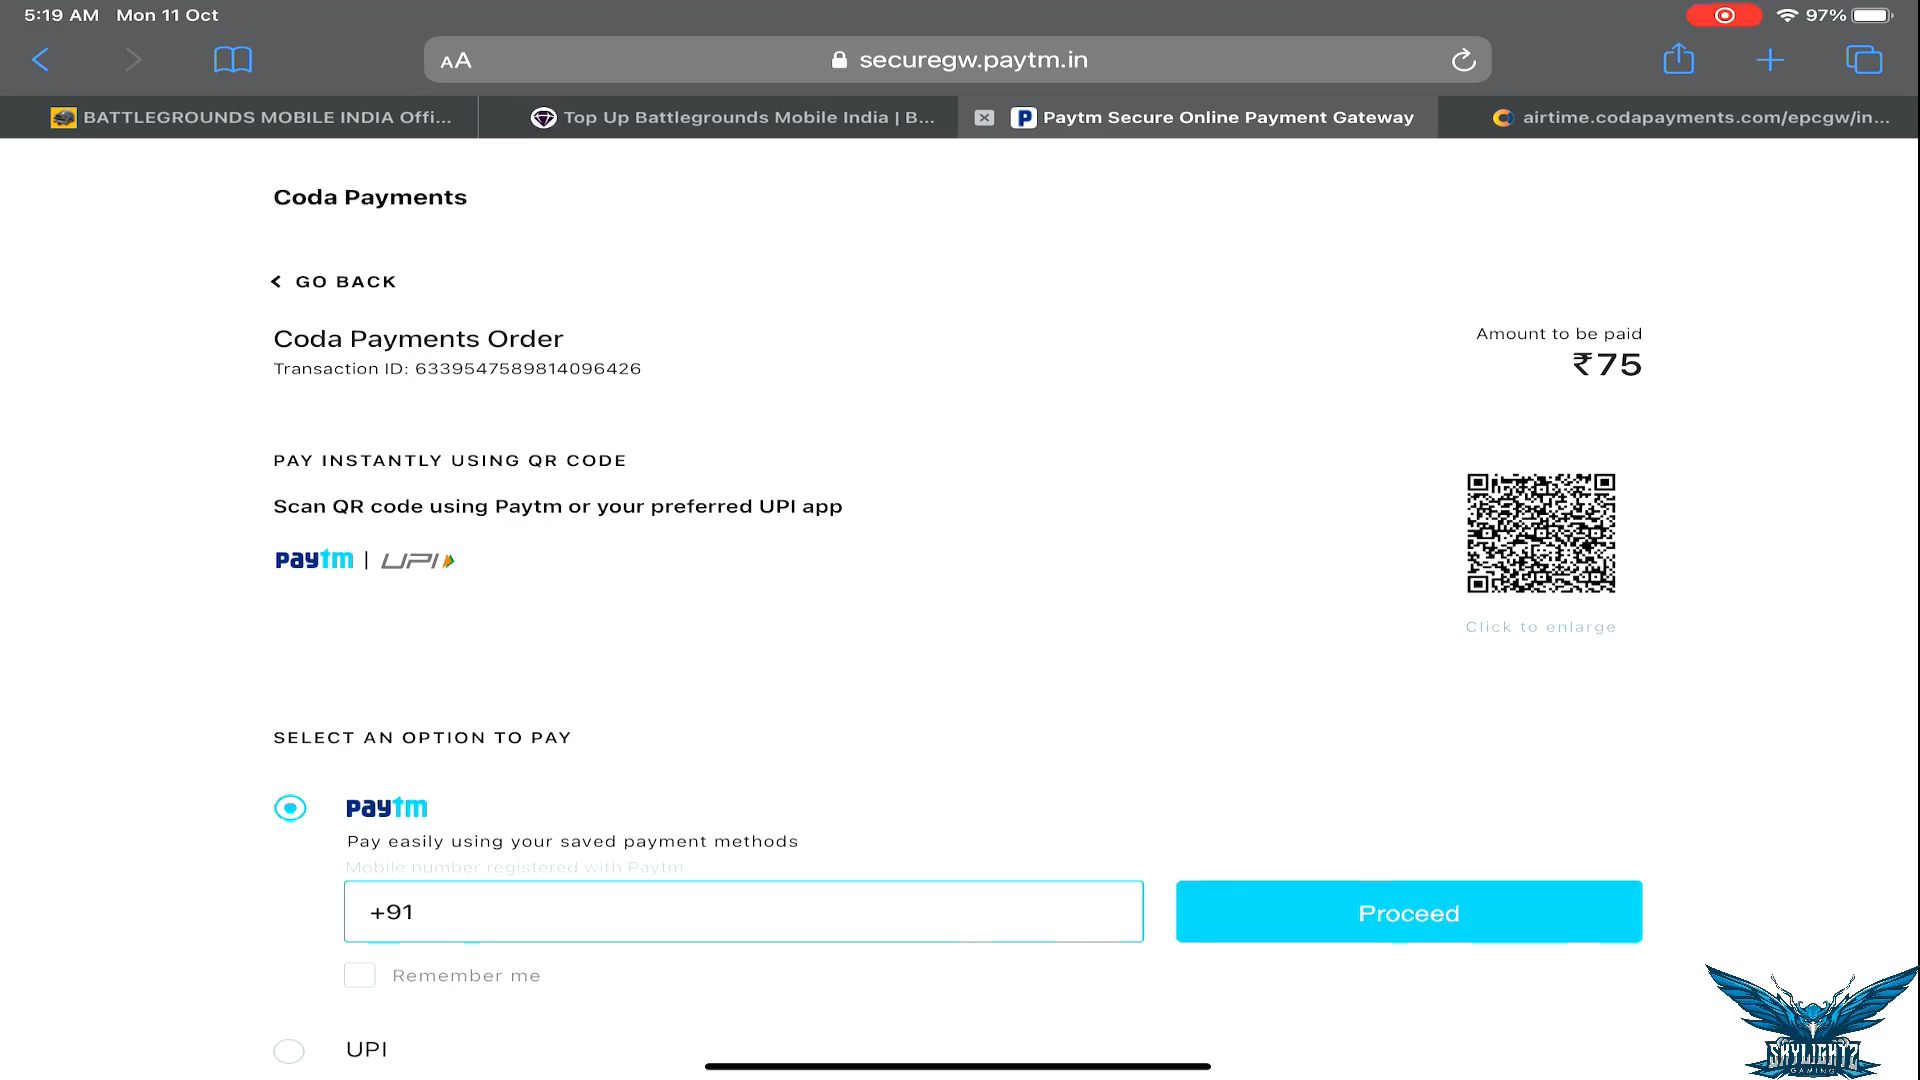 5:19 AM Mon 11 Oct
97%
AA
securegw.paytm.in
BATTLEGROUNDS MOBILE INDIA Offi...
Top Up Battlegrounds Mobile India | B...
Paytm Secure Online Payment Gateway
airtime.codapayments.com/epcgw/in...
Coda Payments
GO BACK
Coda Payments Order
Transaction ID: 6339547589814096426
Amount to be paid
₹75
PAY INSTANTLY USING QR CODE
Scan QR code using Paytm or your preferred UPI app
paytm | UPI
Click to enlarge
SELECT AN OPTION TO PAY
paytm
Pay easily using your saved payment methods
Mobile number registered with Paytm
+91
Proceed
Remember me
UPI
SKYLIGHTZ
GAMING